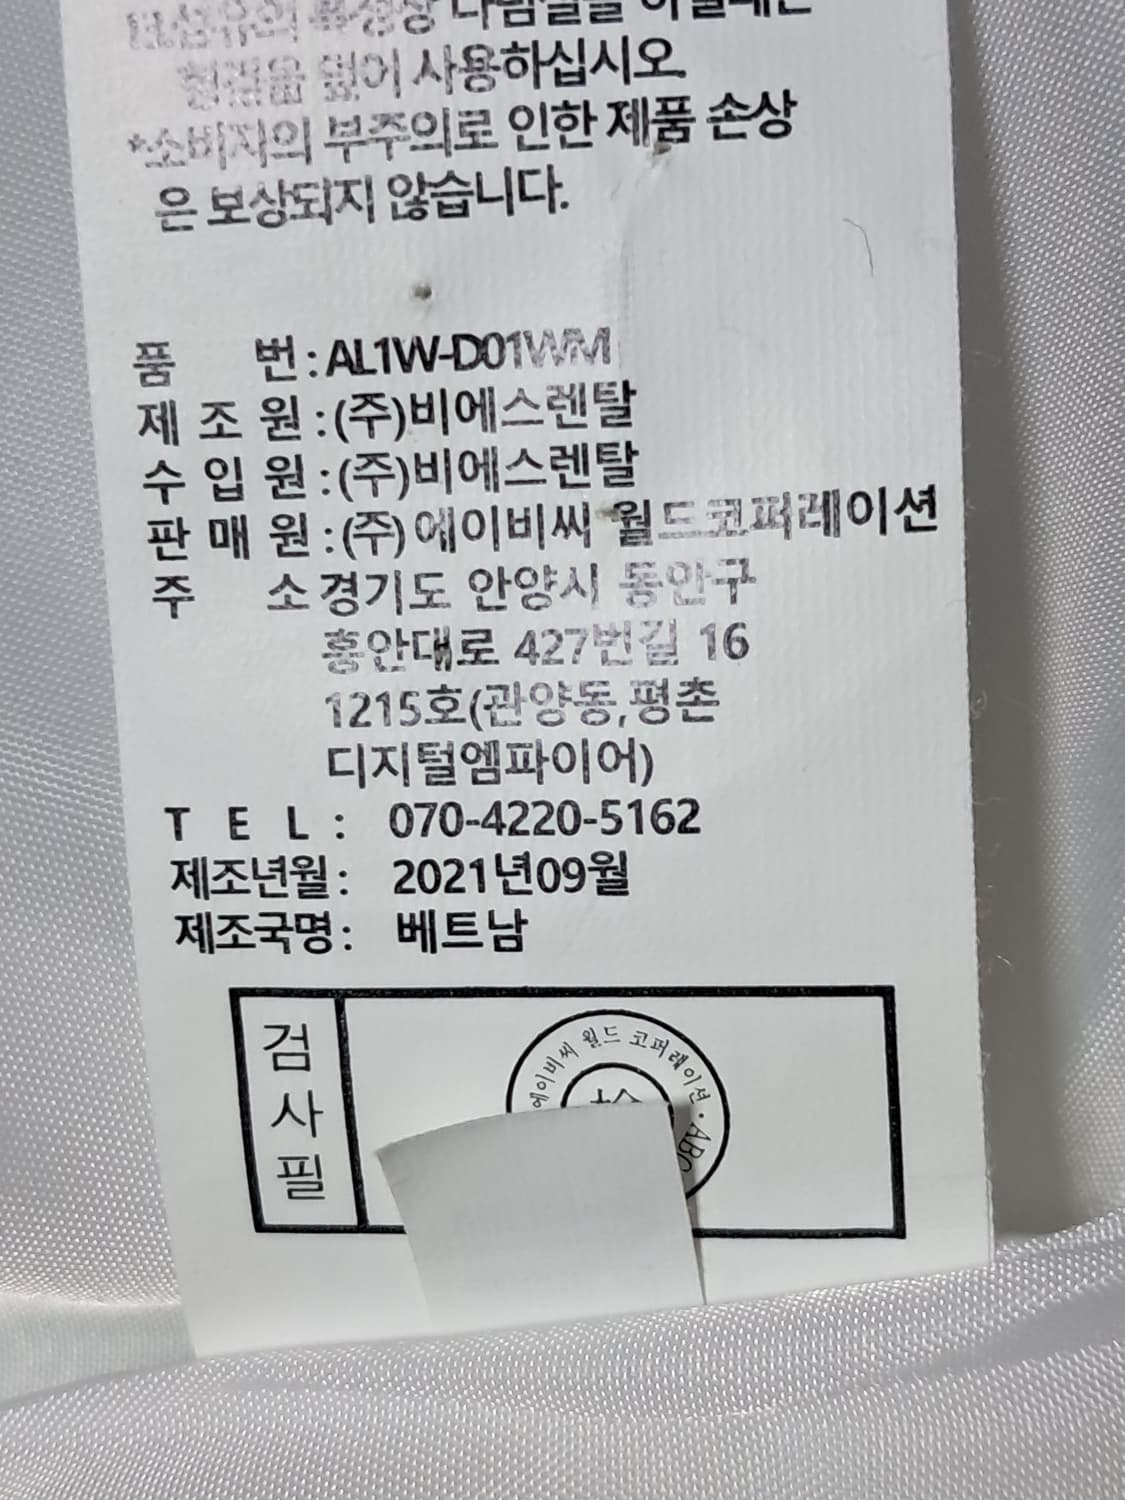 형겊을 덮어 사용하십시오.
*소비자의 부주의로 인한 제품 손상
은 보상되지 않습니다.
품 번 : AL1W-D01WM
제 조 원 : (주)비에스렌탈
수 입 원 : (주)비에스렌탈
판 매 원 : (주) 에이비씨 월드코퍼레이션
주 소 경기도 안양시 동안구
흥안대로 427번길 16
1215호(관양동,평촌
디지털엠파이어)
T E L : 070-4220-5162
제조년월 : 2021년09월
제조국명 : 베트남
검
사
필
에이비씨 월드 코퍼레이션 · ABC